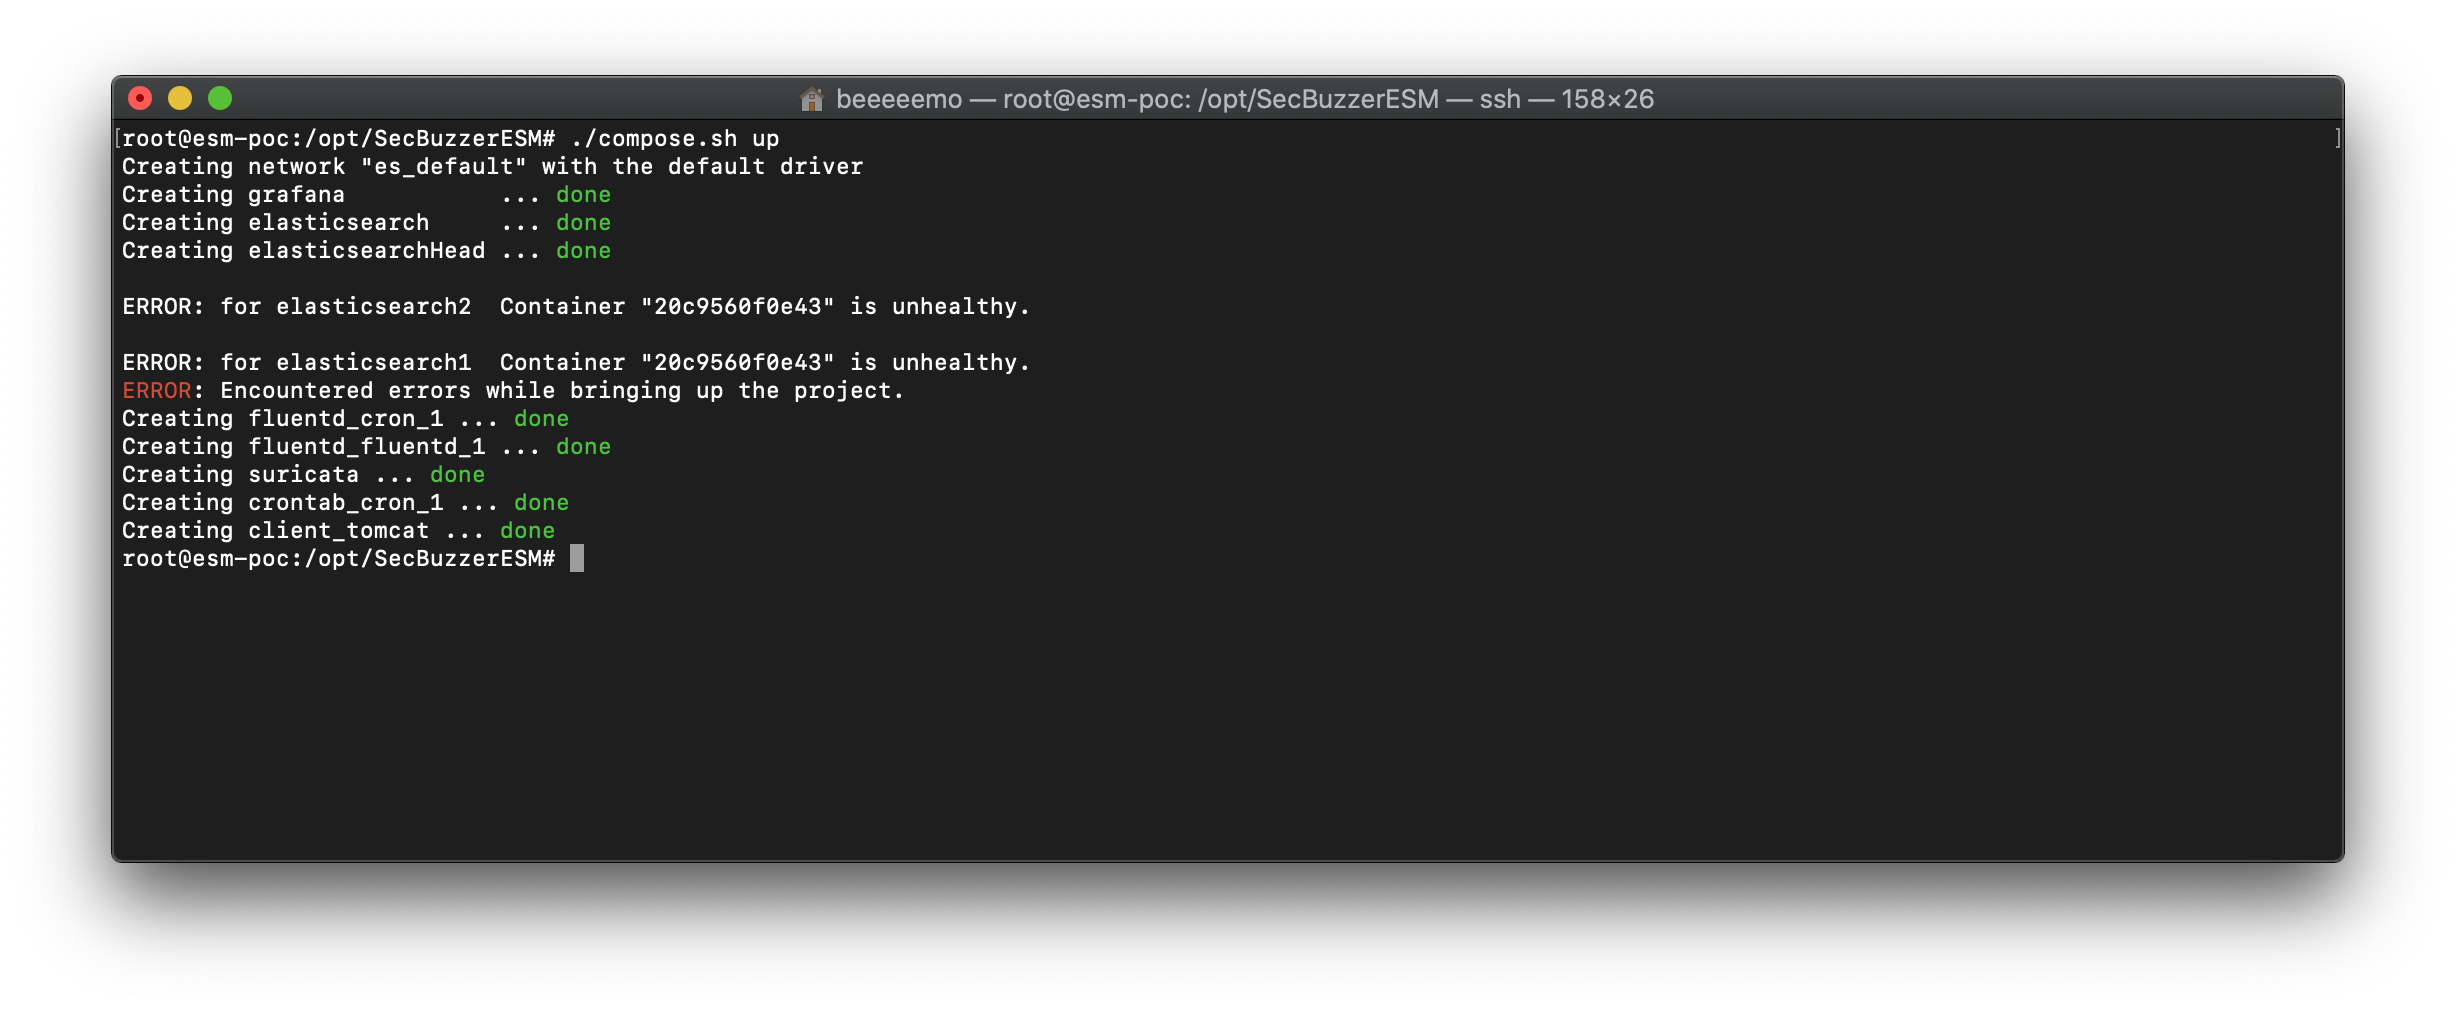 beeeeemo — root@esm-poc: /opt/SecBuzzerESM — ssh — 158×26
[root@esm-poc:/opt/SecBuzzerESM# ./compose.sh up ]
Creating network "es_default" with the default driver
Creating grafana           ... done
Creating elasticsearch     ... done
Creating elasticsearchHead ... done

ERROR: for elasticsearch2  Container "20c9560f0e43" is unhealthy.

ERROR: for elasticsearch1  Container "20c9560f0e43" is unhealthy.
ERROR: Encountered errors while bringing up the project.
Creating fluentd_cron_1 ... done
Creating fluentd_fluentd_1 ... done
Creating suricata ... done
Creating crontab_cron_1 ... done
Creating client_tomcat ... done
root@esm-poc:/opt/SecBuzzerESM#